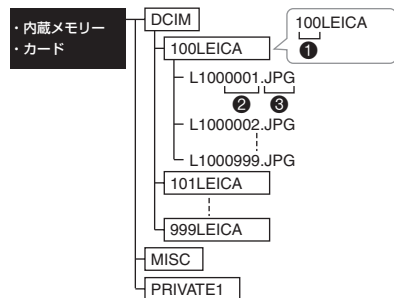 ・内蔵メモリー
・カード
DCIM
100LEICA
100LEICA
❶
L1000001.JPG
❷ ❸
L1000002.JPG
L1000999.JPG
101LEICA
999LEICA
MISC
PRIVATE1